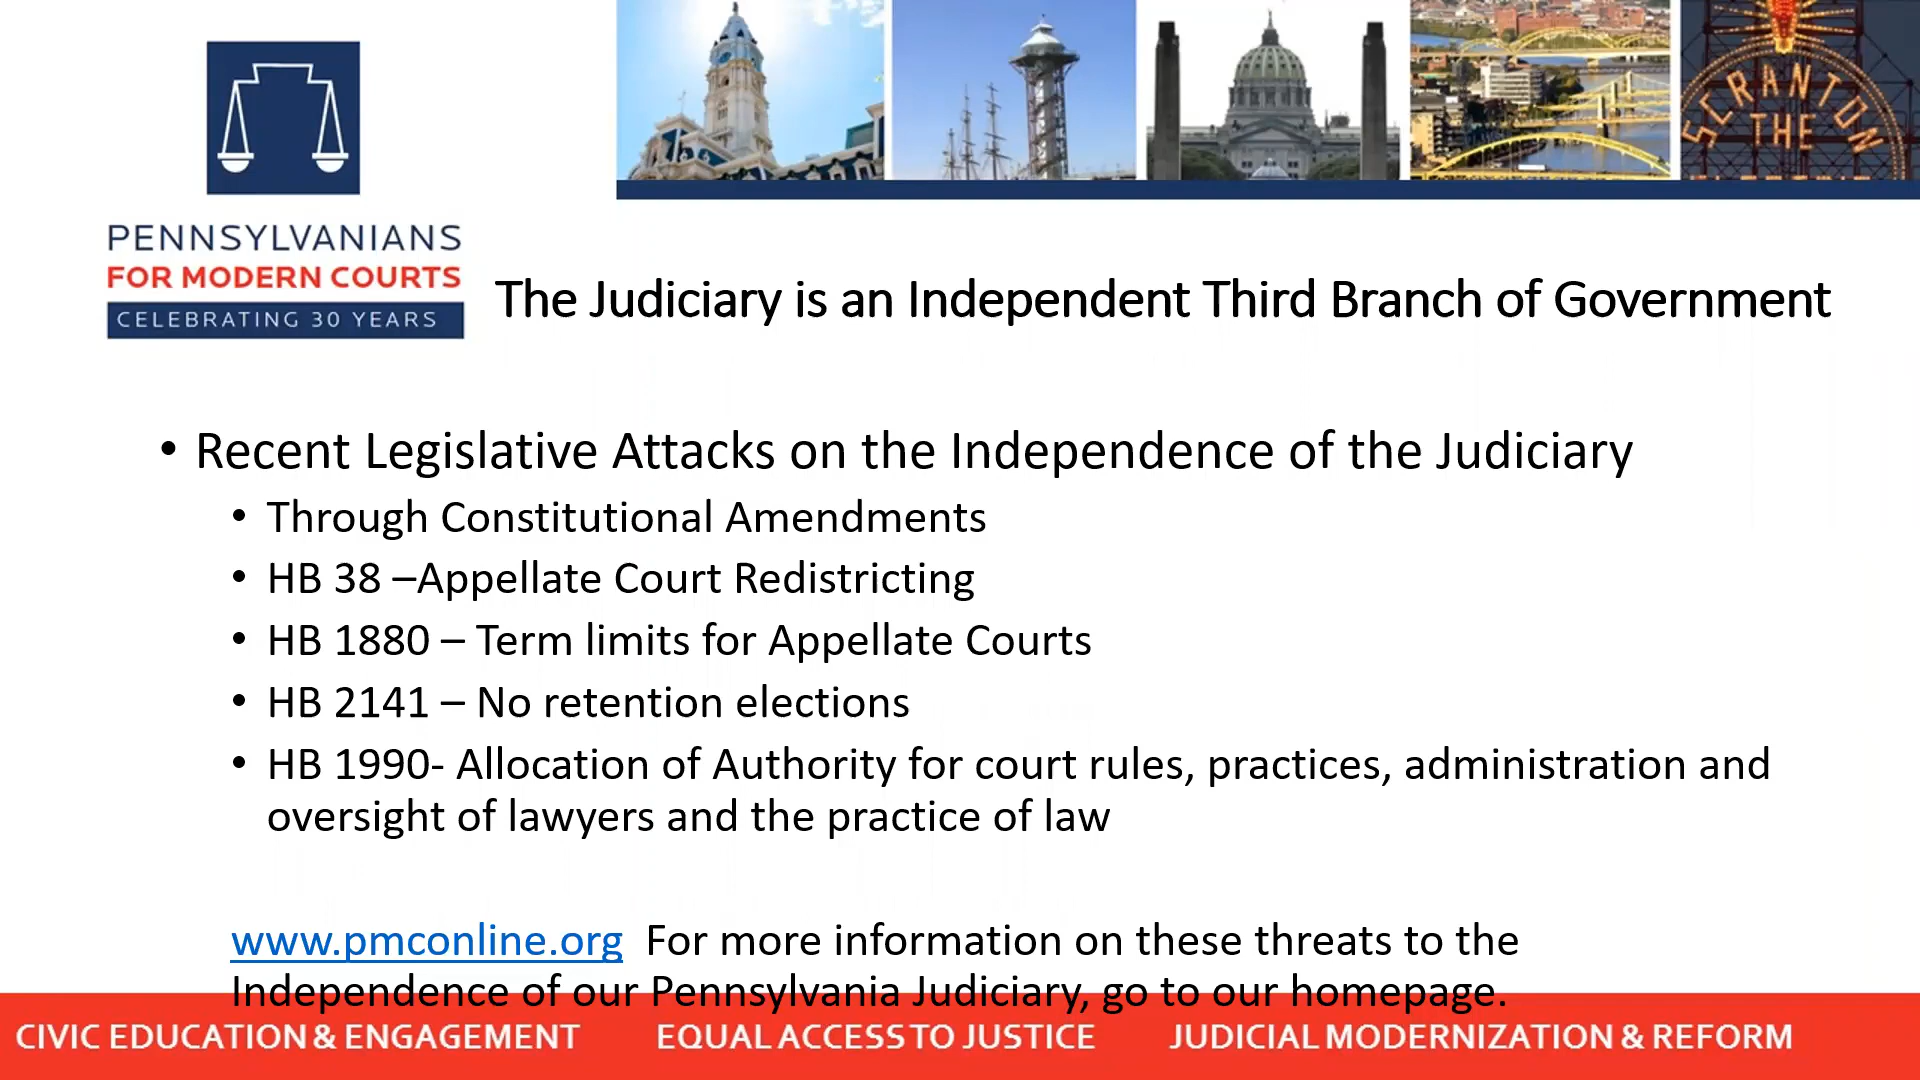 SCRANTON
THE
PENNSYLVANIANS
FOR MODERN COURTS
CELEBRATING 30 YEARS
The Judiciary is an Independent Third Branch of Government
• Recent Legislative Attacks on the Independence of the Judiciary
• Through Constitutional Amendments
• HB 38 –Appellate Court Redistricting
• HB 1880 – Term limits for Appellate Courts
• HB 2141 – No retention elections
• HB 1990- Allocation of Authority for court rules, practices, administration and
oversight of lawyers and the practice of law
www.pmconline.org For more information on these threats to the
Independence of our Pennsylvania Judiciary, go to our homepage.
CIVIC EDUCATION & ENGAGEMENT EQUAL ACCESS TO JUSTICE JUDICIAL MODERNIZATION & REFORM